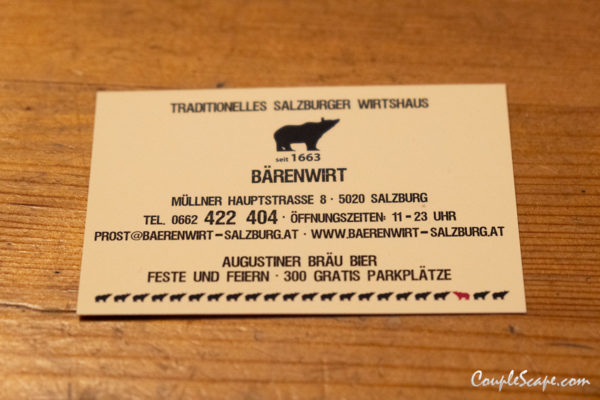 TRADITIONELLES SALZBURGER WIRTSHAUS
seit 1663
BÄRENWIRT
MÜLLNER HAUPTSTRASSE 8 · 5020 SALZBURG
TEL. 0662 422 404 · ÖFFNUNGSZEITEN: 11 - 23 UHR
PROST@BAERENWIRT-SALZBURG.AT · WWW.BAERENWIRT-SALZBURG.AT
AUGUSTINER BRÄU BIER
FESTE UND FEIERN · 300 GRATIS PARKPLÄTZE
CoupleScape.com